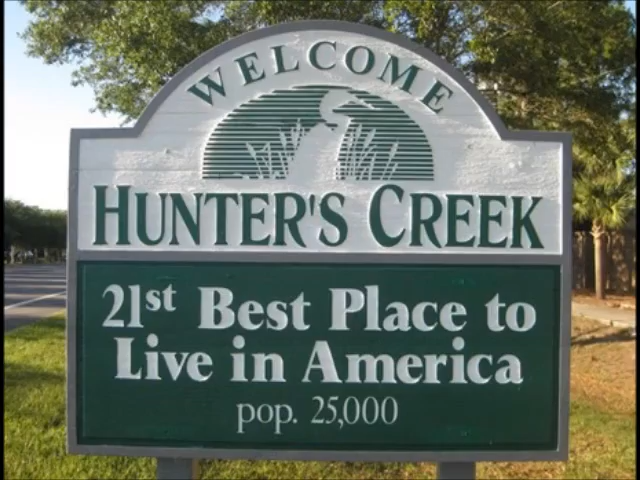 WELCOME
HUNTER'S CREEK
21st Best Place to
Live in America
pop. 25,000